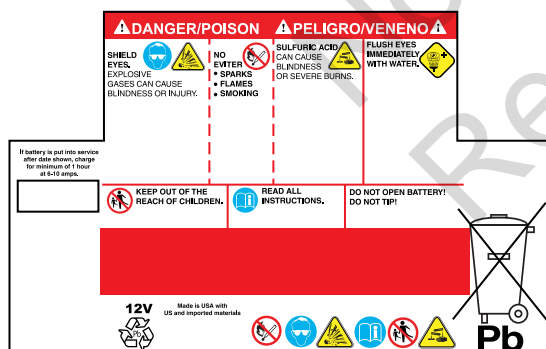 DANGER/POISON
PELIGRO/VENENO
SHIELD
EYES.
EXPLOSIVE
GASES CAN CAUSE
BLINDNESS OR INJURY.
NO
EVITER
• SPARKS
• FLAMES
• SMOKING
SULFURIC ACID
CAN CAUSE
BLINDNESS
OR SEVERE BURNS.
FLUSH EYES
IMMEDIATELY
WITH WATER.
If battery is put into service
after date shown, charge
for minimum of 1 hour
at 6-10 amps.
KEEP OUT OF THE
REACH OF CHILDREN.
READ ALL
INSTRUCTIONS.
DO NOT OPEN BATTERY!
DO NOT TIP!
12V
Pb
Made is USA with
US and imported materials
Pb